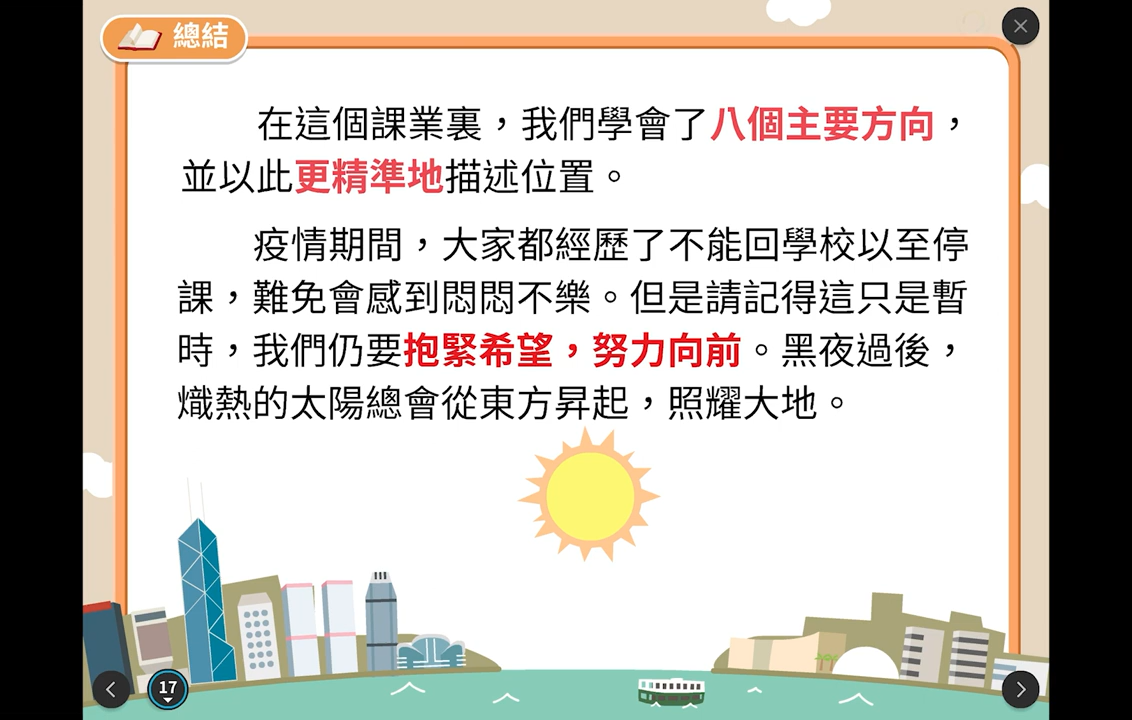 總結
在這個課業裏，我們學會了八個主要方向，
並以此更精準地描述位置。
疫情期間，大家都經歷了不能回學校以至停
課，難免會感到悶悶不樂。但是請記得這只是暫
時，我們仍要抱緊希望，努力向前。黑夜過後，
熾熱的太陽總會從東方昇起，照耀大地。
17